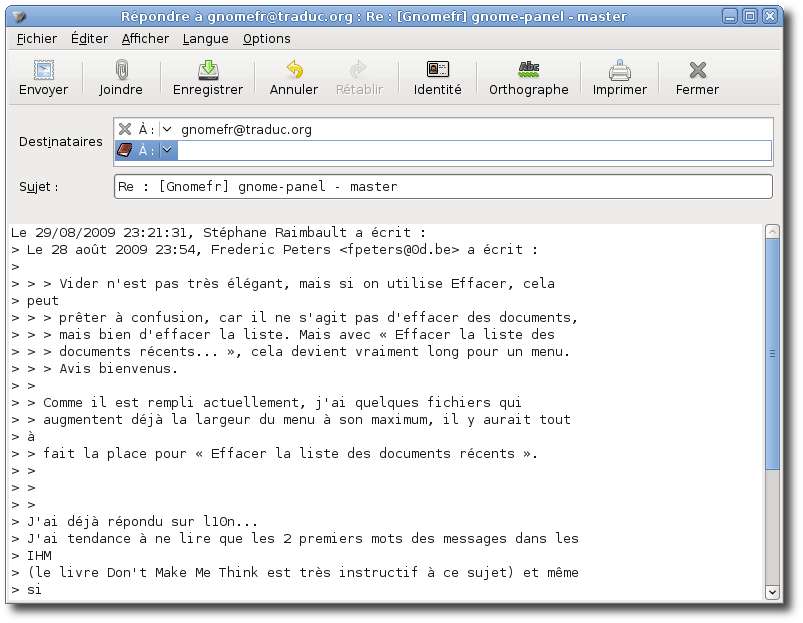 Répondre à gnomefr@traduc.org : Re : [Gnomefr] gnome-panel - master
Fichier Éditer Afficher Langue Options
Envoyer Joindre Enregistrer Annuler Rétablir Identité Orthographe Imprimer Fermer
Destinataires
À : gnomefr@traduc.org
À :
Sujet : Re : [Gnomefr] gnome-panel - master
Le 29/08/2009 23:21:31, Stéphane Raimbault a écrit :
> Le 28 août 2009 23:54, Frederic Peters <fpeters@0d.be> a écrit :
>
> > > Vider n'est pas très élégant, mais si on utilise Effacer, cela
> peut
> > > prêter à confusion, car il ne s'agit pas d'effacer des documents,
> > > mais bien d'effacer la liste. Mais avec « Effacer la liste des
> > > documents récents... », cela devient vraiment long pour un menu.
> > > Avis bienvenus.
> >
> > Comme il est rempli actuellement, j'ai quelques fichiers qui
> > augmentent déjà la largeur du menu à son maximum, il y aurait tout
> à
> > fait la place pour « Effacer la liste des documents récents ».
> >
> >
> >
> J'ai déjà répondu sur l10n...
> J'ai tendance à ne lire que les 2 premiers mots des messages dans les
> IHM
> (le livre Don't Make Me Think est très instructif à ce sujet) et même
> si